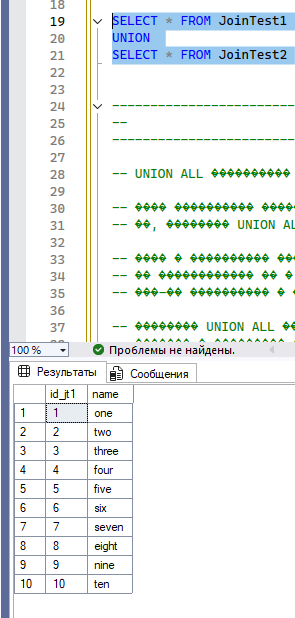 18
19 SELECT * FROM JoinTest1
20 UNION
21 SELECT * FROM JoinTest2
22
23
24 --------------------
25 --
26 --------------------
27
28 -- UNION ALL ����������
29
30 -- ���� ����������
31 -- ��, �������� UNION AL
32
33 -- ���� � ����������
34 -- �� ������������ �� �
35 -- ���-�� ���������� �
36
37 -- �������� UNION ALL
100 %
Проблемы не найдены.
Результаты Сообщения
id_jt1 name
1 1 one
2 2 two
3 3 three
4 4 four
5 5 five
6 6 six
7 7 seven
8 8 eight
9 9 nine
10 10 ten